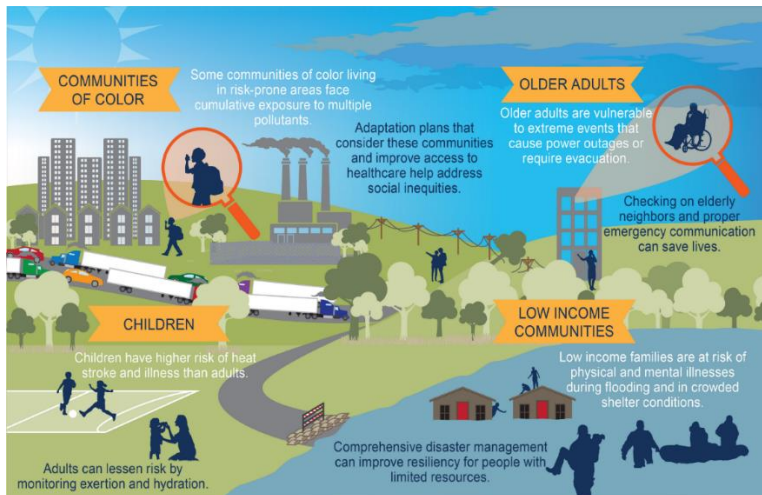 COMMUNITIES
OF COLOR
Some communities of color living
in risk-prone areas face
cumulative exposure to multiple
pollutants.
Adaptation plans that
consider these communities
and improve access to
healthcare help address
social inequities.
OLDER ADULTS
Older adults are vulnerable
to extreme events that
cause power outages or
require evacuation.
Checking on elderly
neighbors and proper
emergency communication
can save lives.
CHILDREN
Children have higher risk of heat
stroke and illness than adults.
Adults can lessen risk by
monitoring exertion and hydration.
LOW INCOME
COMMUNITIES
Low income families are at risk of
physical and mental illnesses
during flooding and in crowded
shelter conditions.
Comprehensive disaster management
can improve resiliency for people with
limited resources.